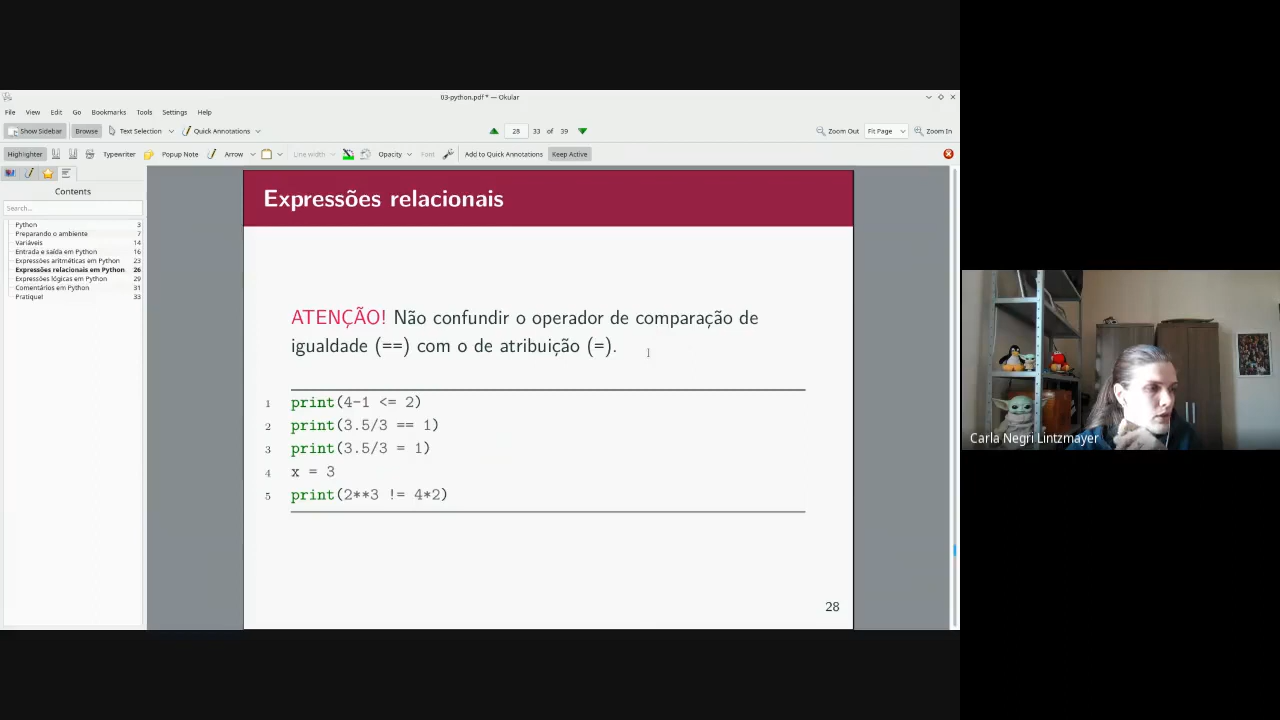 03-python.pdf * — Okular
File View Edit Go Bookmarks Tools Settings Help
Show Sidebar Browse Text Selection Quick Annotations 28 33 of 39 Zoom Out Fit Page Zoom In
Highlighter Typewriter Popup Note Arrow Line width Opacity Font Add to Quick Annotations Keep Active
Contents
Search...
Python 3
Preparando o ambiente 7
Variáveis 14
Entrada e saída em Python 16
Expressões aritméticas em Python 23
Expressões relacionais em Python 26
Expressões lógicas em Python 29
Comentários em Python 31
Pratique! 33
Expressões relacionais
ATENÇÃO! Não confundir o operador de comparação de
igualdade (==) com o de atribuição (=).
1 print(4-1 <= 2)
2 print(3.5/3 == 1)
3 print(3.5/3 = 1)
4 x = 3
5 print(2**3 != 4*2)
28
Carla Negri Lintzmayer